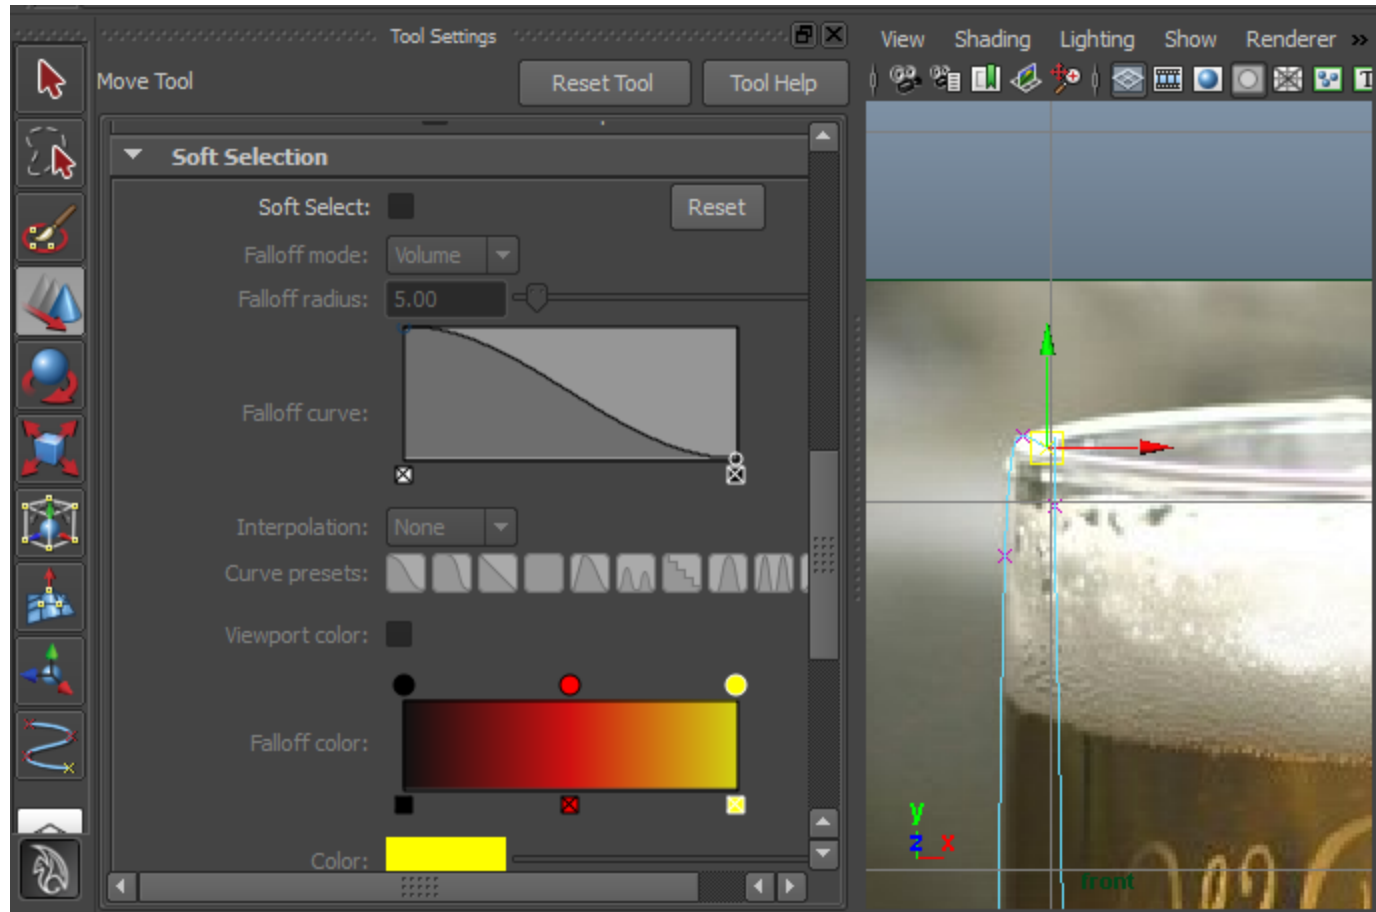 Tool Settings
View Shading Lighting Show Renderer »
Move Tool
Reset Tool
Tool Help
Soft Selection
Soft Select:
Reset
Falloff mode:
Volume
Falloff radius:
5.00
Falloff curve:
Interpolation:
None
Curve presets:
Viewport color:
Falloff color:
Color:
y
z x
front